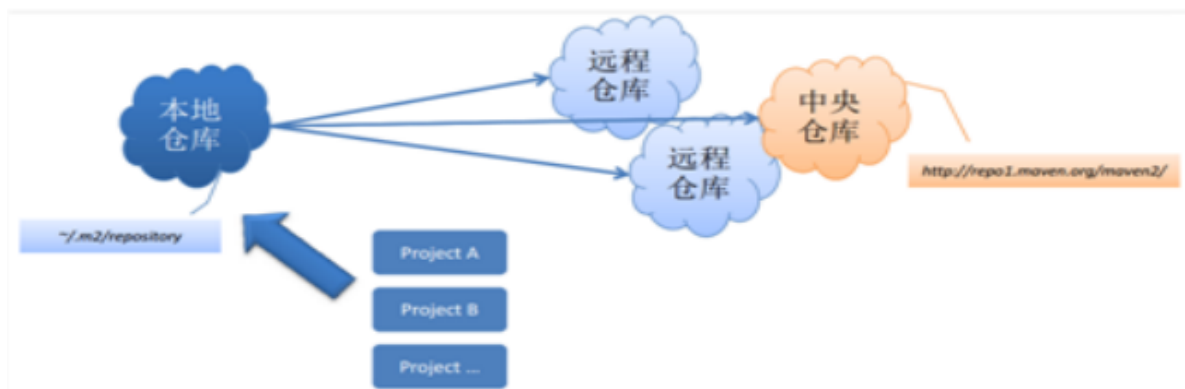 远程
仓库
本地
仓库
中央
仓库
远程
仓库
http://repo1.maven.org/maven2/
~/.m2/repository
Project A
Project B
Project ...